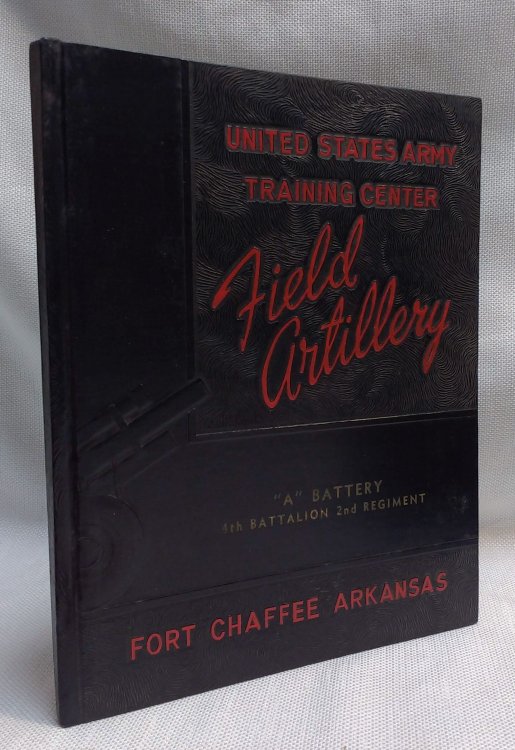 UNITED STATES ARMY
TRAINING CENTER
Field
Artillery
"A" BATTERY
4th BATTALION 2nd REGIMENT
FORT CHAFFEE ARKANSAS